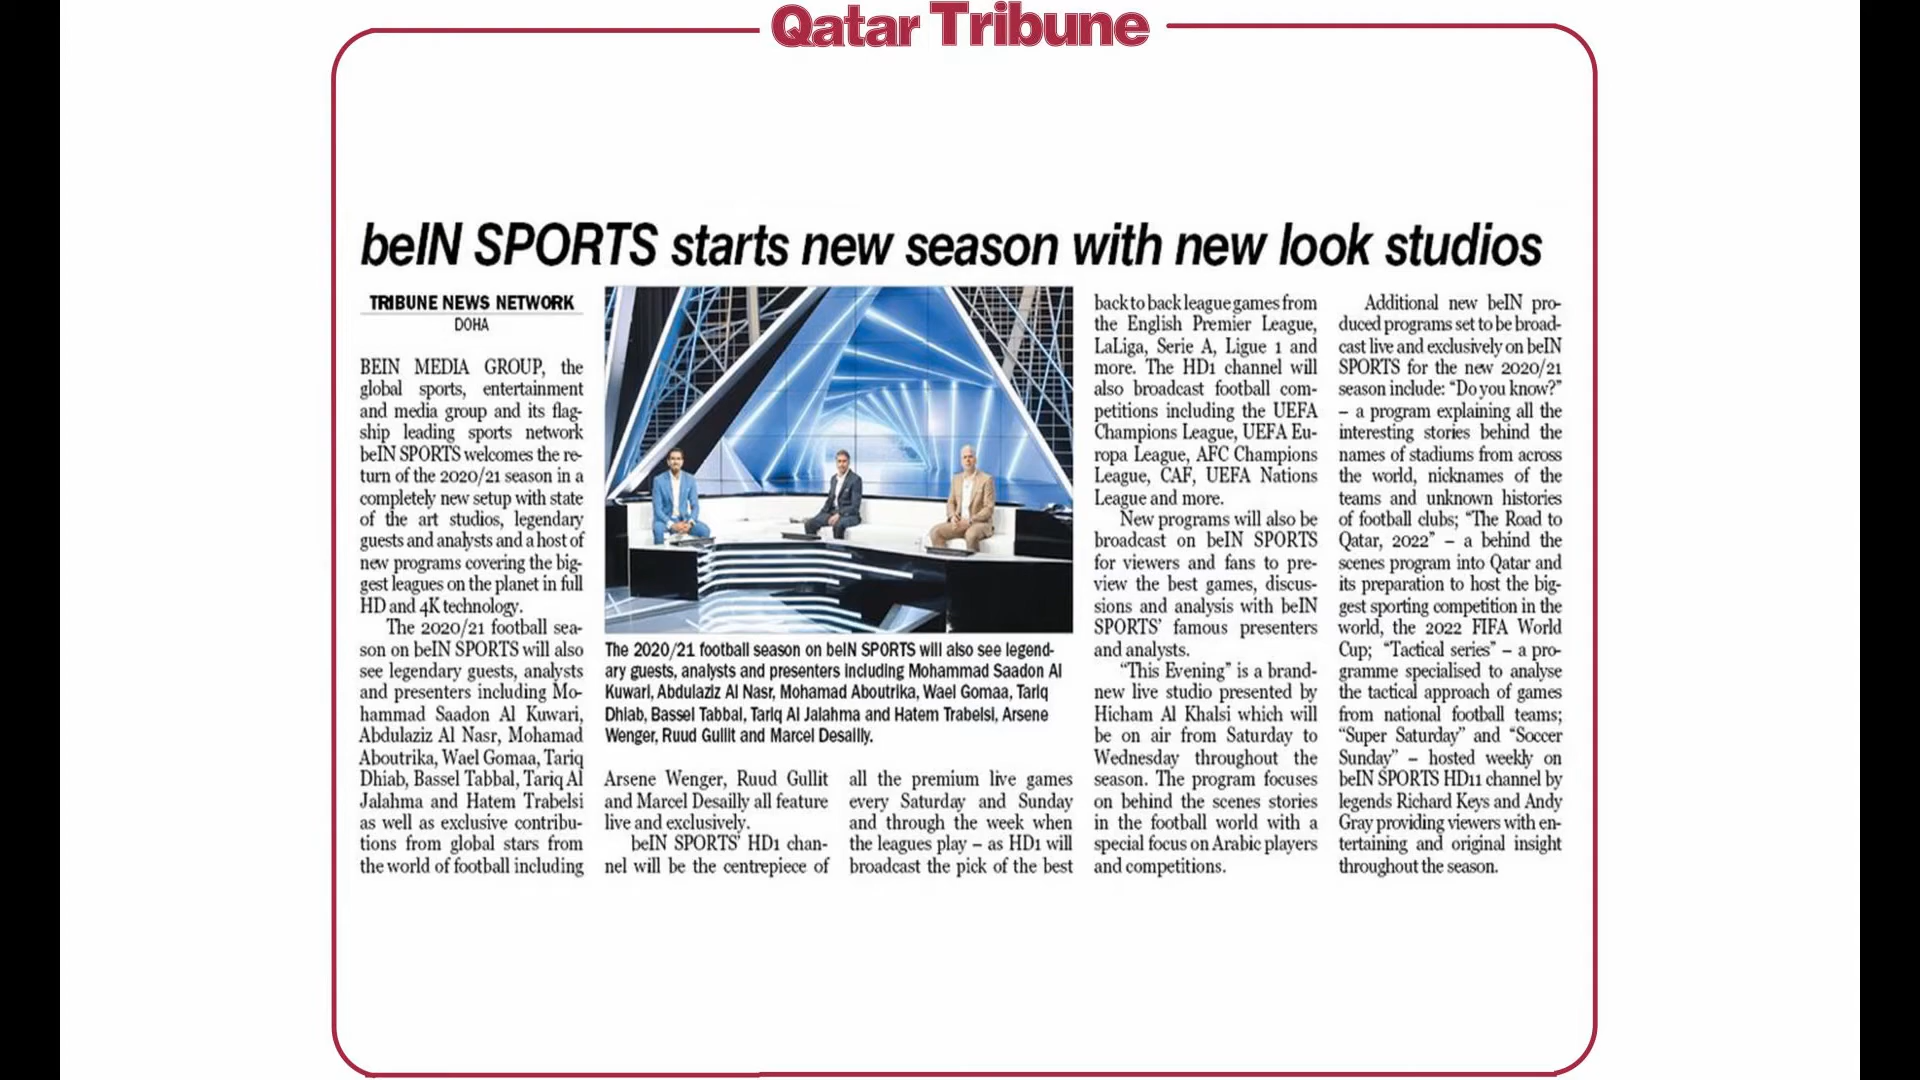 Qatar Tribune
beIN SPORTS starts new season with new look studios
TRIBUNE NEWS NETWORK
DOHA
BEIN MEDIA GROUP, the
global sports, entertainment
and media group and its flag-
ship leading sports network
beIN SPORTS welcomes the re-
turn of the 2020/21 season in a
completely new setup with state
of the art studios, legendary
guests and analysts and a host of
new programs covering the big-
gest leagues on the planet in full
HD and 4K technology.
The 2020/21 football sea-
son on beIN SPORTS will also
see legendary guests, analysts
and presenters including Mo-
hammad Saadon Al Kuwari,
Abdulaziz Al Nasr, Mohamad
Aboutrika, Wael Gomaa, Tariq
Dhiab, Bassel Tabbal, Tariq Al
Jalahma and Hatem Trabelsi
as well as exclusive contribu-
tions from global stars from
the world of football including
The 2020/21 football season on beIN SPORTS will also see legend-
ary guests, analysts and presenters including Mohammad Saadon Al
Kuwari, Abdulaziz Al Nasr, Mohamad Aboutrika, Wael Gomaa, Tariq
Dhiab, Bassel Tabbal, Tariq Al Jalahma and Hatem Trabelsi, Arsene
Wenger, Ruud Gullit and Marcel Desailly.
Arsene Wenger, Ruud Gullit
and Marcel Desailly all feature
live and exclusively.
beIN SPORTS' HD1 chan-
nel will be the centrepiece of
all the premium live games
every Saturday and Sunday
and through the week when
the leagues play – as HD1 will
broadcast the pick of the best
back to back league games from
the English Premier League,
LaLiga, Serie A, Ligue 1 and
more. The HD1 channel will
also broadcast football com-
petitions including the UEFA
Champions League, UEFA Eu-
ropa League, AFC Champions
League, CAF, UEFA Nations
League and more.
New programs will also be
broadcast on beIN SPORTS
for viewers and fans to pre-
view the best games, discus-
sions and analysis with beIN
SPORTS' famous presenters
and analysts.
“This Evening” is a brand-
new live studio presented by
Hicham Al Khalsi which will
be on air from Saturday to
Wednesday throughout the
season. The program focuses
on behind the scenes stories
in the football world with a
special focus on Arabic players
and competitions.
Additional new beIN pro-
duced programs set to be broad-
cast live and exclusively on beIN
SPORTS for the new 2020/21
season include: “Do you know?”
– a program explaining all the
interesting stories behind the
names of stadiums from across
the world, nicknames of the
teams and unknown histories
of football clubs; “The Road to
Qatar, 2022” – a behind the
scenes program into Qatar and
its preparation to host the big-
gest sporting competition in the
world, the 2022 FIFA World
Cup; “Tactical series” – a pro-
gramme specialised to analyse
the tactical approach of games
from national football teams;
“Super Saturday” and “Soccer
Sunday” – hosted weekly on
beIN SPORTS HD11 channel by
legends Richard Keys and Andy
Gray providing viewers with en-
tertaining and original insight
throughout the season.